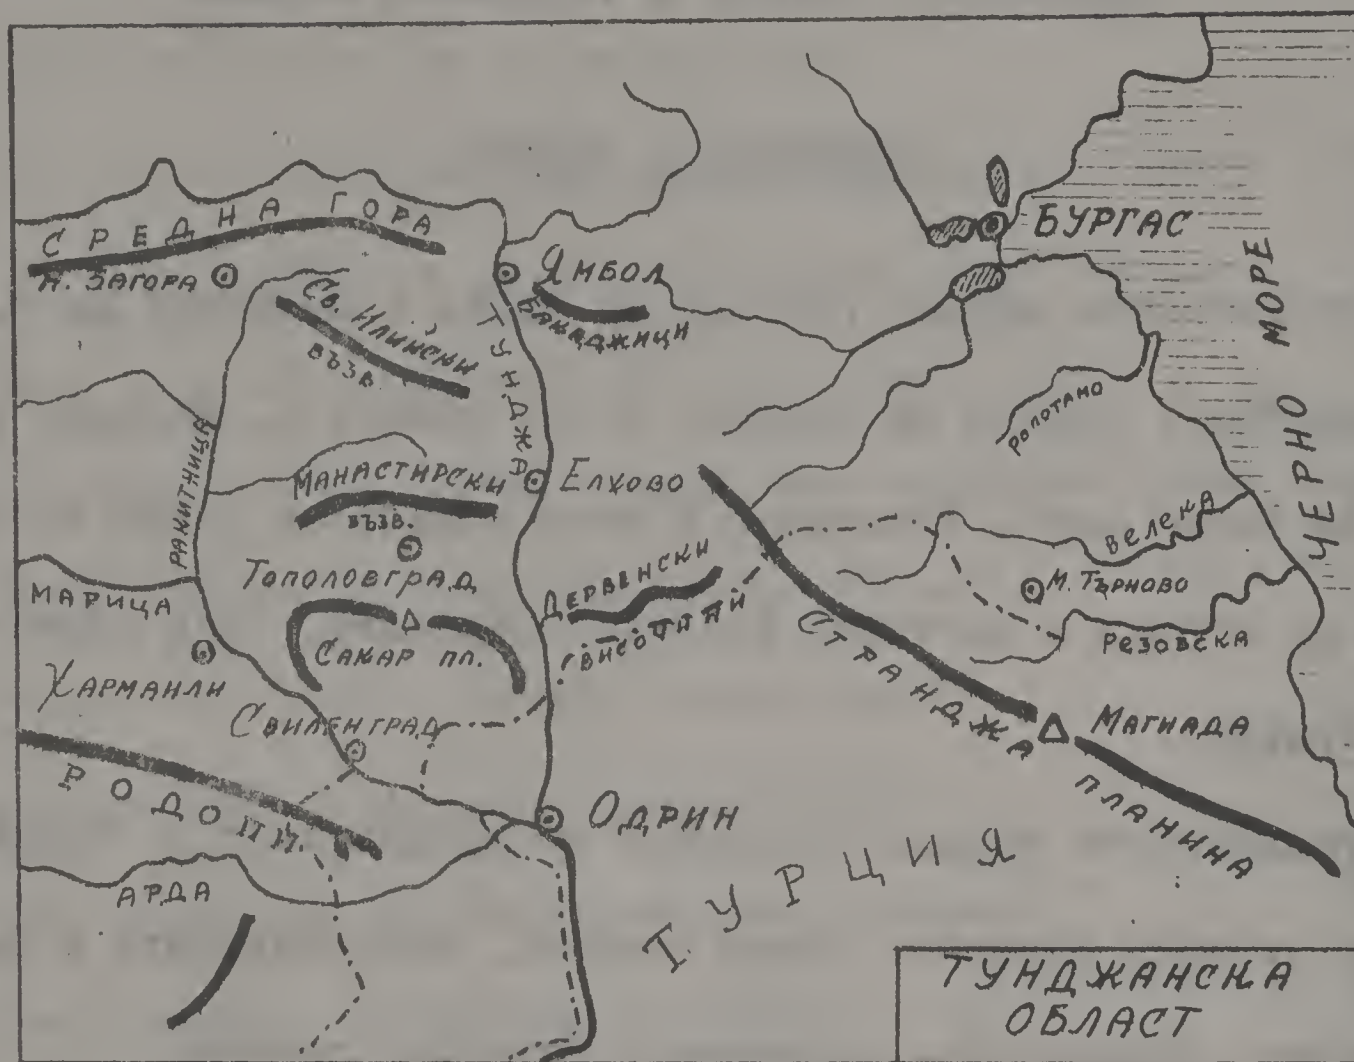 СРЕДНА ГОРА
Н. ЗАГОРА
БУРГАС
ЧЕРНО МОРЕ
ЯМБОЛ
БАКАДЖИЦИ
Св. Илийски
възв.
ТУНДЖА
Ропотамо
РАКИТНИЦА
МАНАСТИРСКИ
възв.
Елхово
Тополовград
Велека
М. Търново
Резовска
МАРИЦА
Дервенски
височини
Сакар пл.
Харманли
Свиленград
СТРАНДЖА
ПЛАНИНА
Магиада
РОДОПИ
Одрин
АРДА
ТУРЦИЯ
ТУНДЖАНСКА
ОБЛАСТ